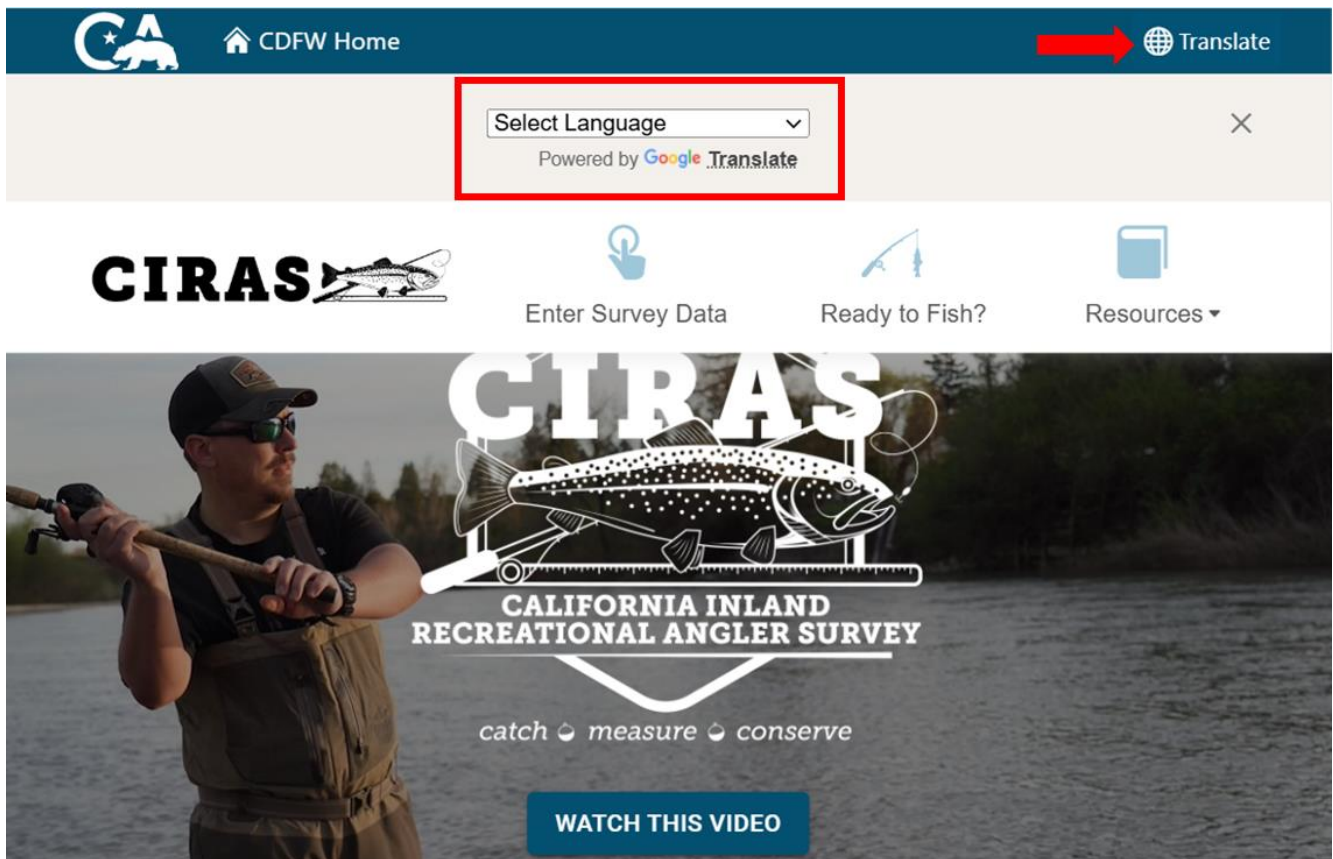 CA CDFW Home Translate
Select Language
Powered by Google Translate
CIRAS
Enter Survey Data Ready to Fish? Resources
CIRAS
CALIFORNIA INLAND
RECREATIONAL ANGLER SURVEY
catch measure conserve
WATCH THIS VIDEO